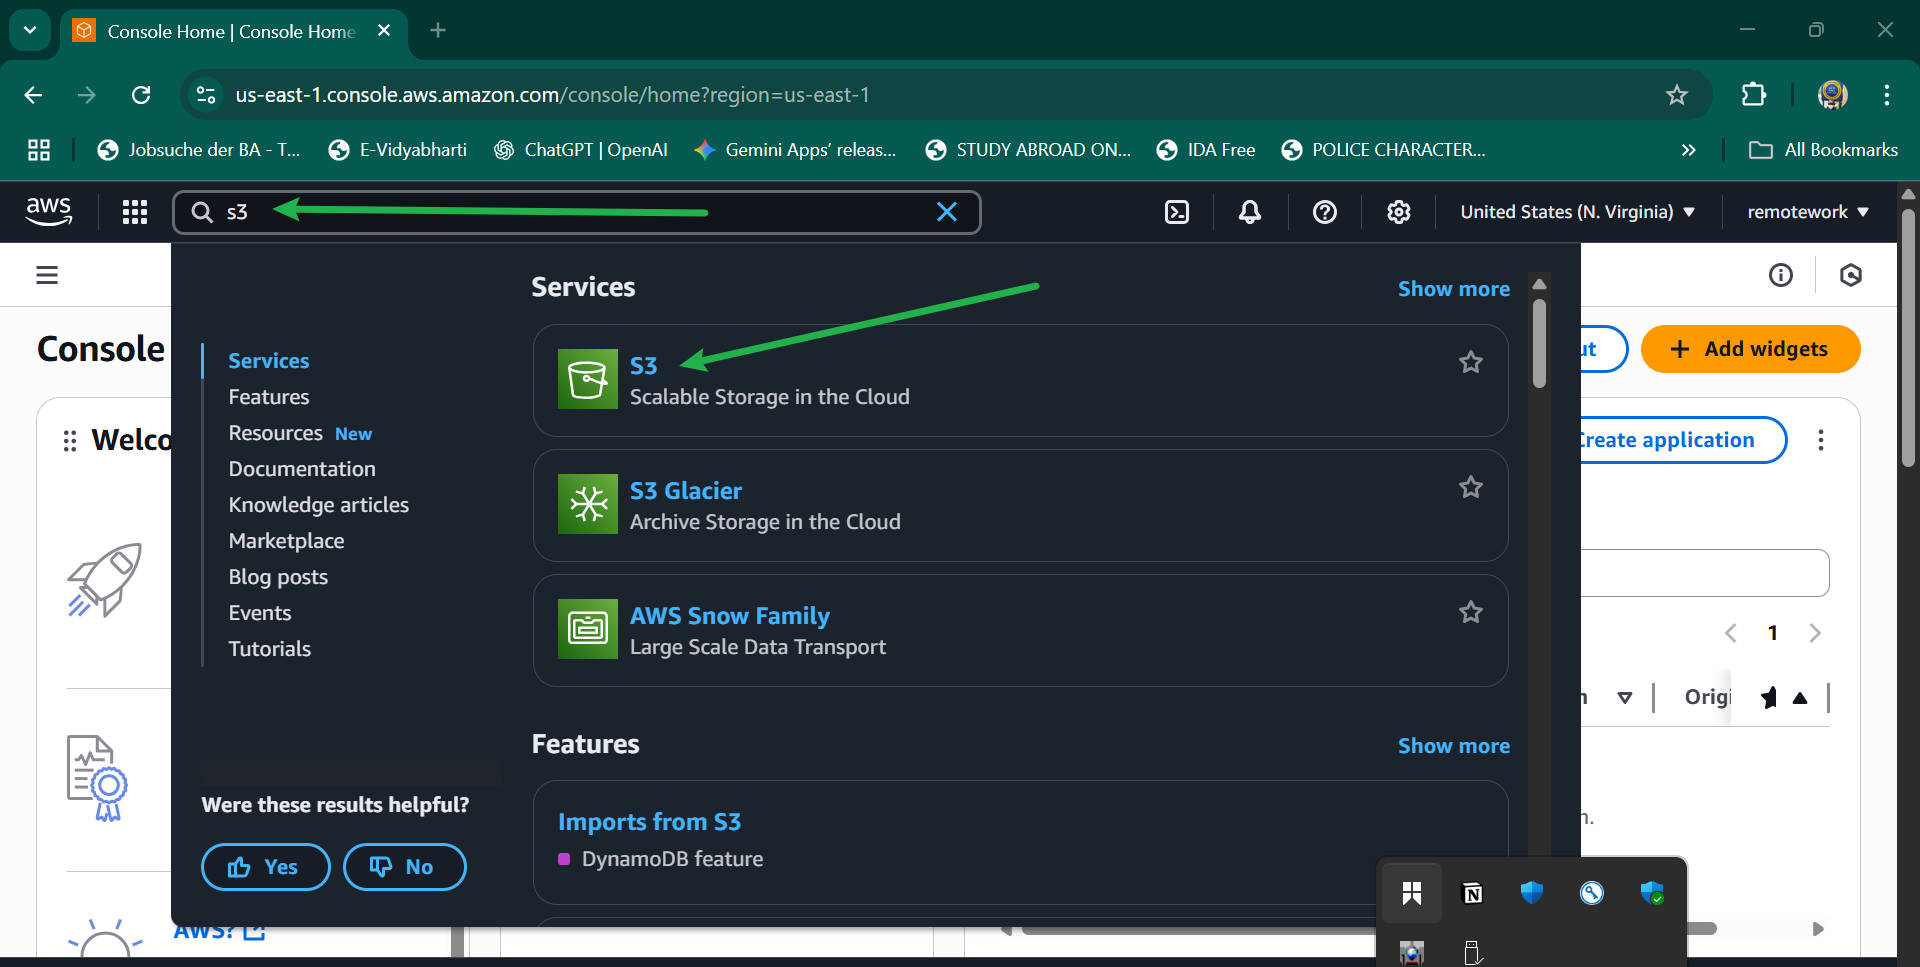 Console Home | Console Home
us-east-1.console.aws.amazon.com/console/home?region=us-east-1
Jobsuche der BA - T...
E-Vidyabharti
ChatGPT | OpenAI
Gemini Apps' releas...
STUDY ABROAD ON...
IDA Free
POLICE CHARACTER...
All Bookmarks
aws
s3
United States (N. Virginia)
remotework
Console
Add widgets
Welco
Create application
1
Services
Features
Resources New
Documentation
Knowledge articles
Marketplace
Blog posts
Events
Tutorials
Were these results helpful?
Yes
No
Services
Show more
S3
Scalable Storage in the Cloud
S3 Glacier
Archive Storage in the Cloud
AWS Snow Family
Large Scale Data Transport
Features
Show more
Imports from S3
DynamoDB feature
Origi
AWS?
N